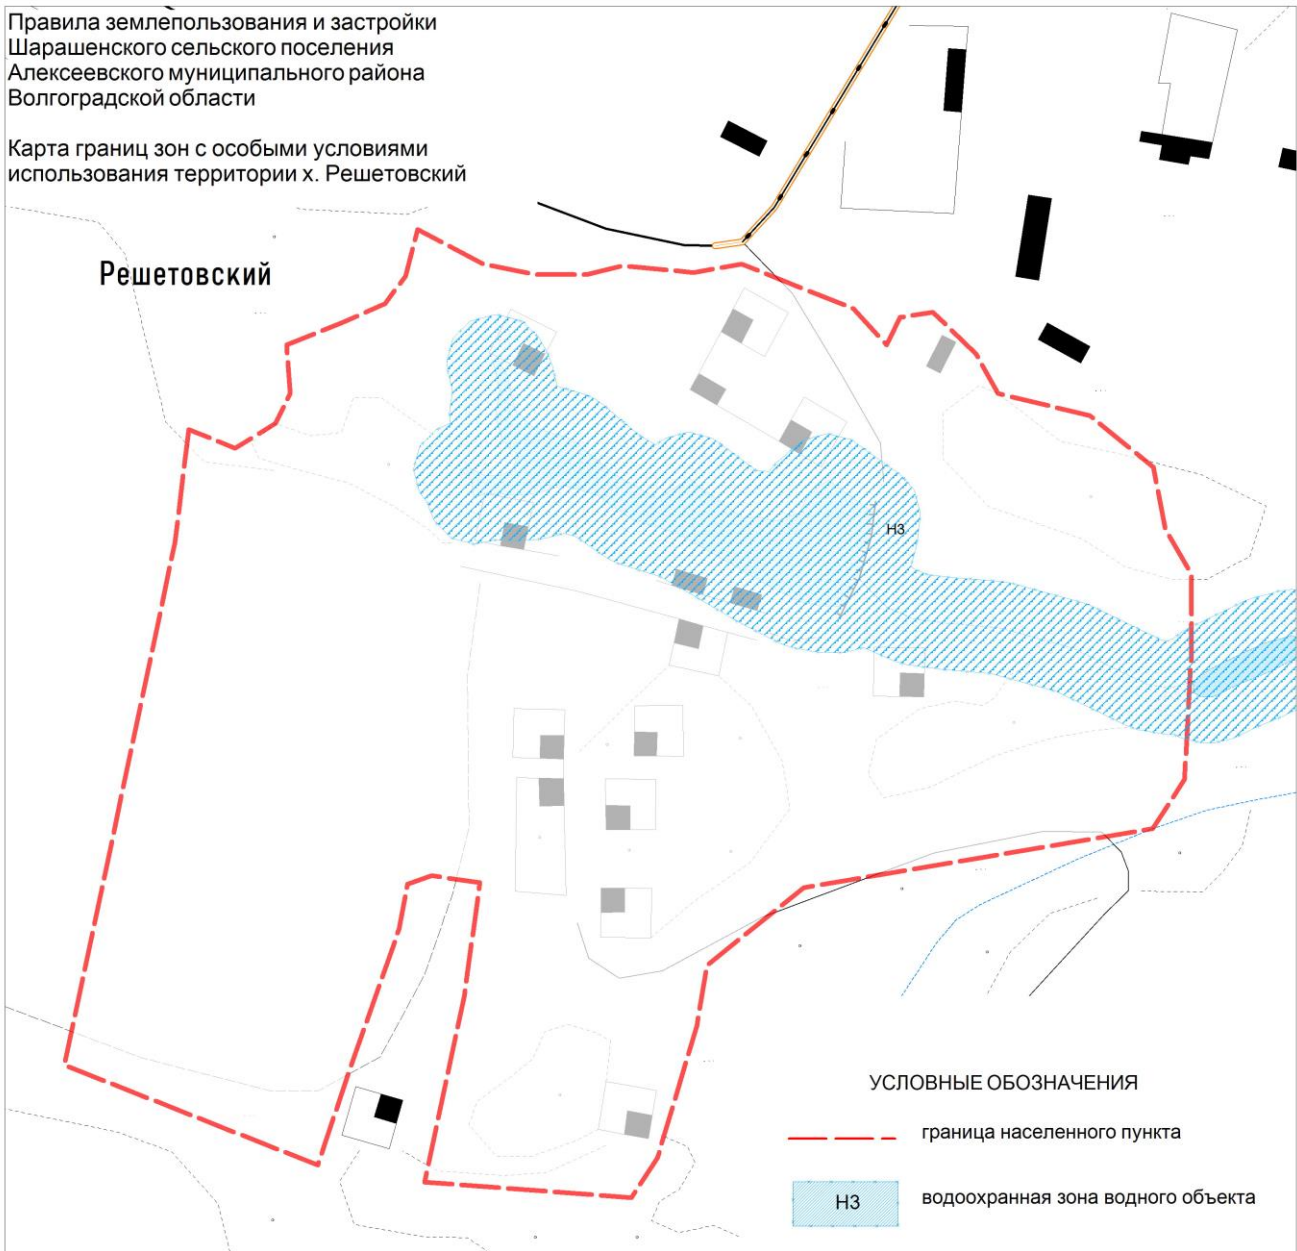 Правила землепользования и застройки
Шарашенского сельского поселения
Алексеевского муниципального района
Волгоградской области
Карта границ зон с особыми условиями
использования территории х. Решетовский
Решетовский
Н3
УСЛОВНЫЕ ОБОЗНАЧЕНИЯ
граница населенного пункта
Н3
водоохранная зона водного объекта